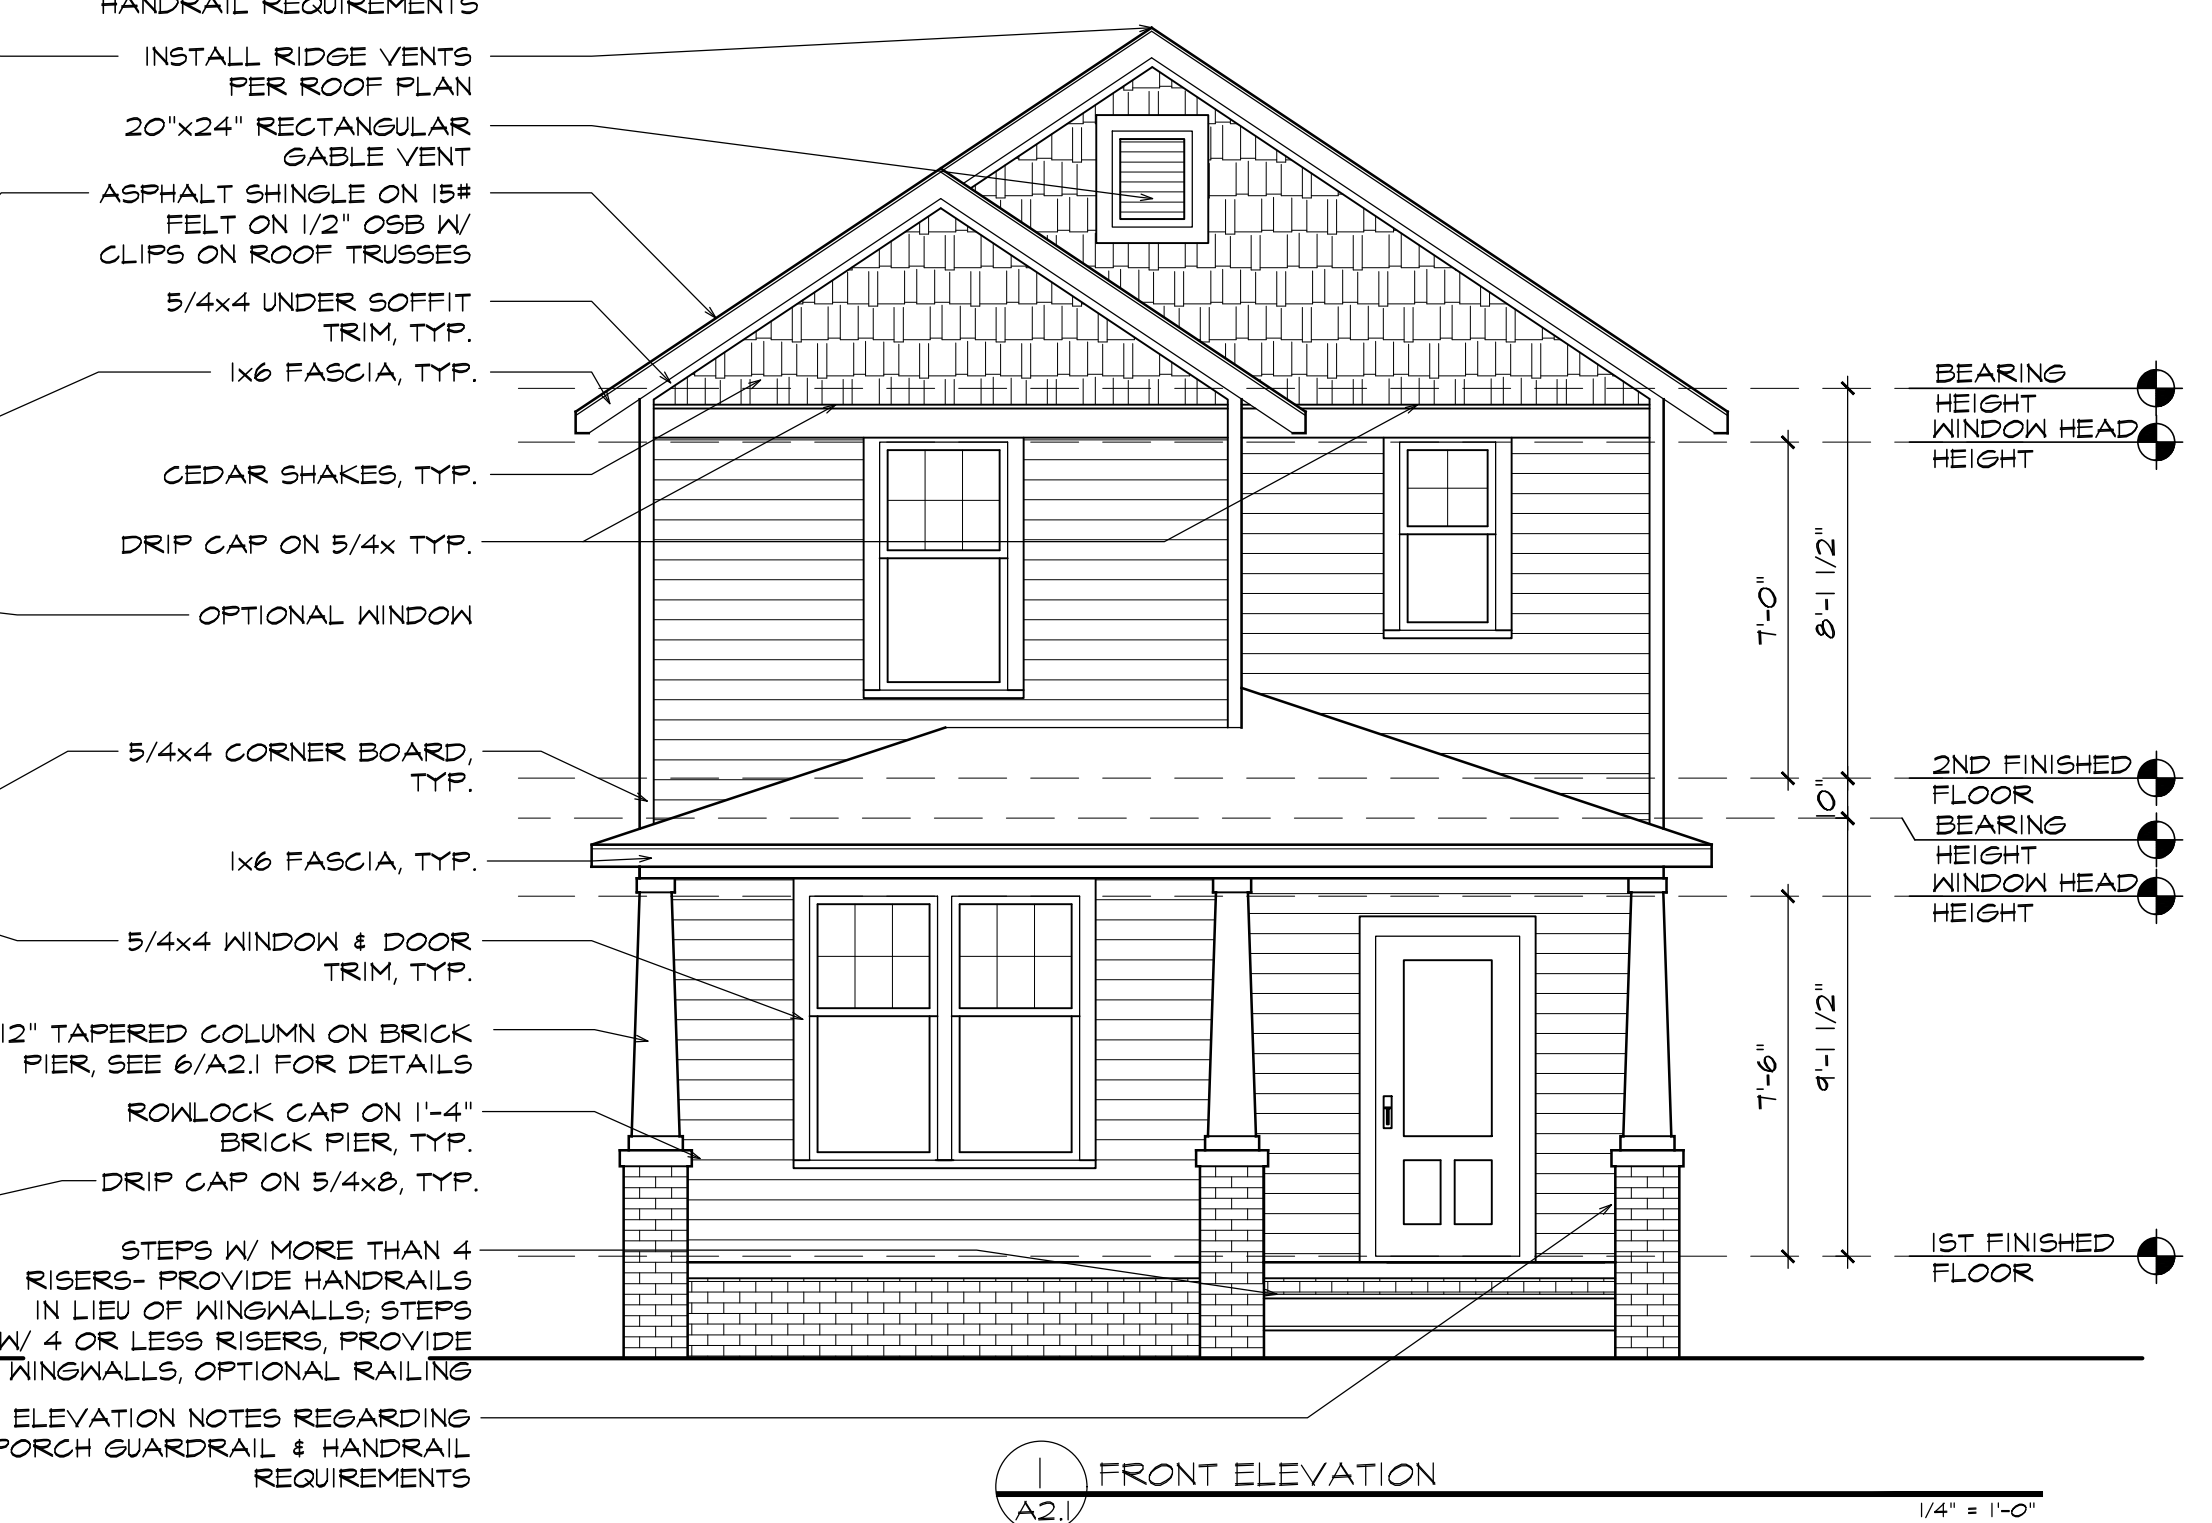 HANDRAIL REQUIREMENTS
INSTALL RIDGE VENTS
PER ROOF PLAN
20"x24" RECTANGULAR
GABLE VENT
ASPHALT SHINGLE ON 15#
FELT ON 1/2" OSB W/
CLIPS ON ROOF TRUSSES
5/4x4 UNDER SOFFIT
TRIM, TYP.
1x6 FASCIA, TYP.
CEDAR SHAKES, TYP.
DRIP CAP ON 5/4x TYP.
OPTIONAL WINDOW
5/4x4 CORNER BOARD,
TYP.
1x6 FASCIA, TYP.
5/4x4 WINDOW & DOOR
TRIM, TYP.
12" TAPERED COLUMN ON BRICK
PIER, SEE 6/A2.1 FOR DETAILS
ROWLOCK CAP ON 1'-4"
BRICK PIER, TYP.
DRIP CAP ON 5/4x8, TYP.
STEPS W/ MORE THAN 4
RISERS- PROVIDE HANDRAILS
IN LIEU OF WINGWALLS; STEPS
W/ 4 OR LESS RISERS, PROVIDE
WINGWALLS, OPTIONAL RAILING
ELEVATION NOTES REGARDING
PORCH GUARDRAIL & HANDRAIL
REQUIREMENTS
BEARING
HEIGHT
WINDOW HEAD
HEIGHT
7'-0"
8'-1 1/2"
2ND FINISHED
FLOOR
10"
BEARING
HEIGHT
WINDOW HEAD
HEIGHT
7'-6"
9'-1 1/2"
1ST FINISHED
FLOOR
1
A2.1
FRONT ELEVATION
1/4" = 1'-0"